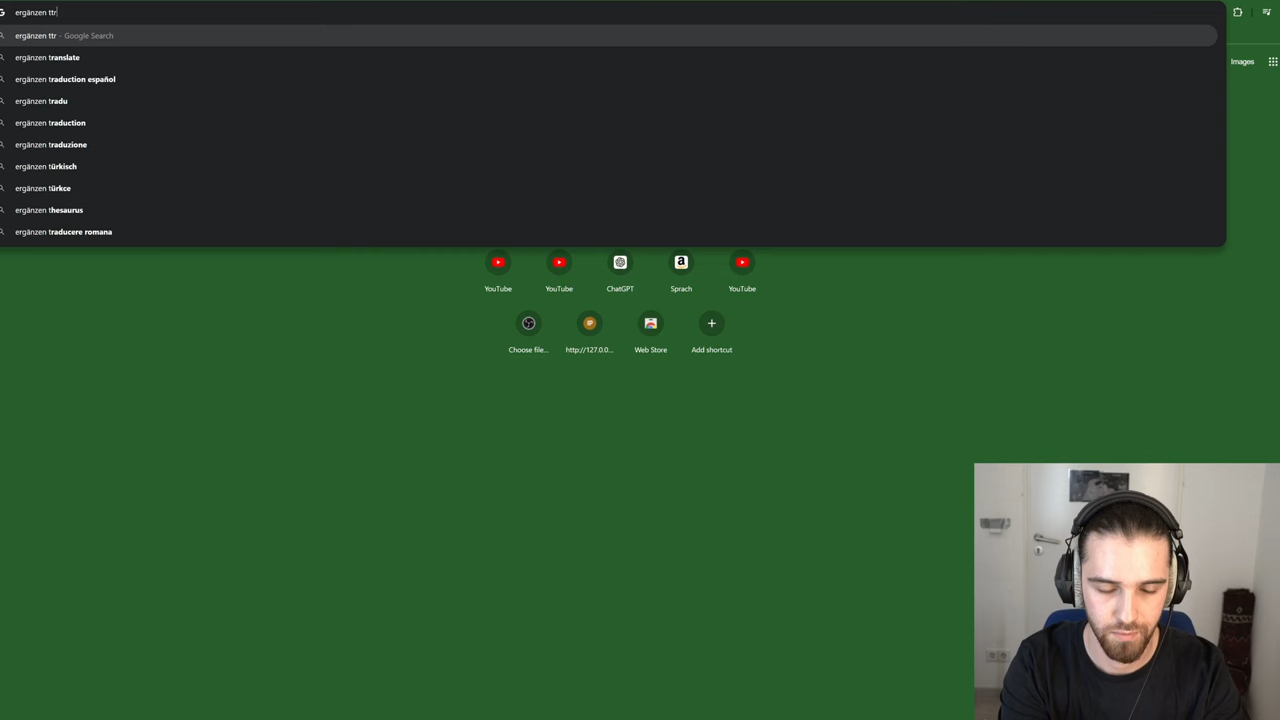 ergänzen ttr
ergänzen ttr - Google Search
ergänzen translate
ergänzen traduction español
ergänzen tradu
ergänzen traduction
ergänzen traduzione
ergänzen türkisch
ergänzen türkce
ergänzen thesaurus
ergänzen traducere romana
Images
YouTube
YouTube
ChatGPT
Sprach
YouTube
Choose file...
http://127.0.0...
Web Store
Add shortcut